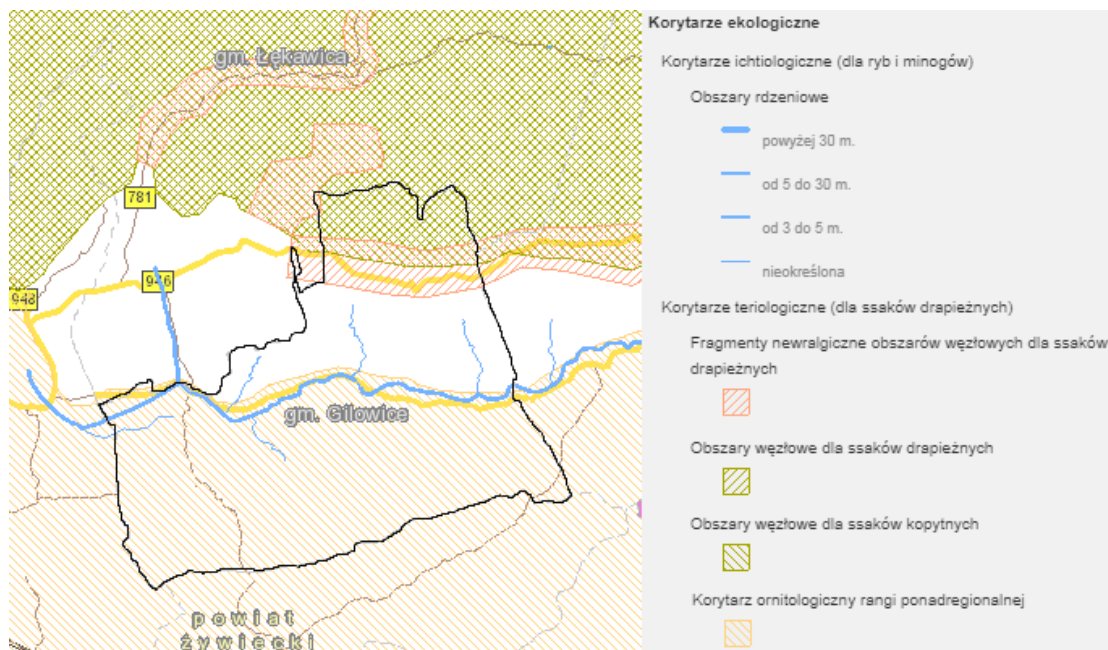 gm. Łękawica
781
946
948
gm. Gilowice
powiat
żywiecki
Korytarze ekologiczne
Korytarze ichtiologiczne (dla ryb i minogów)
Obszary rdzeniowe
powyżej 30 m.
od 5 do 30 m.
od 3 do 5 m.
nieokreślona
Korytarze teriologiczne (dla ssaków drapieżnych)
Fragmenty newralgiczne obszarów węzłowych dla ssaków
drapieżnych
Obszary węzłowe dla ssaków drapieżnych
Obszary węzłowe dla ssaków kopytnych
Korytarz ornitologiczny rangi ponadregionalnej